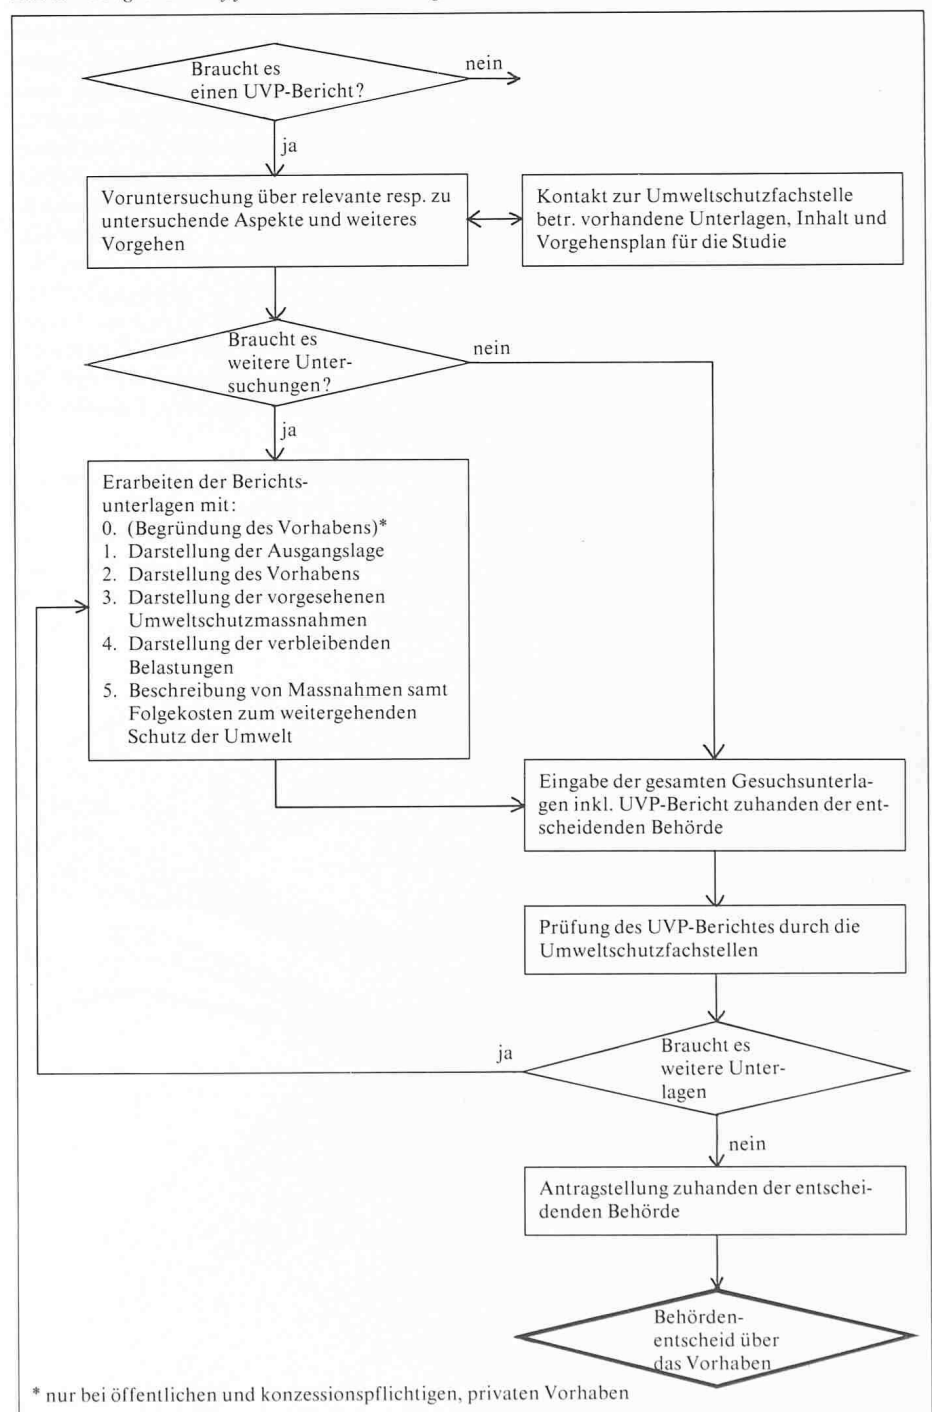 Braucht es
einen UVP-Bericht?
nein
ja
Voruntersuchung über relevante resp. zu
untersuchende Aspekte und weiteres
Vorgehen
Kontakt zur Umweltschutzfachstelle
betr. vorhandene Unterlagen, Inhalt und
Vorgehensplan für die Studie
Braucht es
weitere Unter-
suchungen?
nein
ja
Erarbeiten der Berichts-
unterlagen mit:
0. (Begründung des Vorhabens)*
1. Darstellung der Ausgangslage
2. Darstellung des Vorhabens
3. Darstellung der vorgesehenen
Umweltschutzmassnahmen
4. Darstellung der verbleibenden
Belastungen
5. Beschreibung von Massnahmen samt
Folgekosten zum weitergehenden
Schutz der Umwelt
Eingabe der gesamten Gesuchsunterla-
gen inkl. UVP-Bericht zuhanden der ent-
scheidenden Behörde
Prüfung des UVP-Berichtes durch die
Umweltschutzfachstellen
ja
Braucht es
weitere Unter-
lagen
nein
Antragstellung zuhanden der entschei-
denden Behörde
Behörden-
entscheid über
das Vorhaben
* nur bei öffentlichen und konzessionspflichtigen, privaten Vorhaben